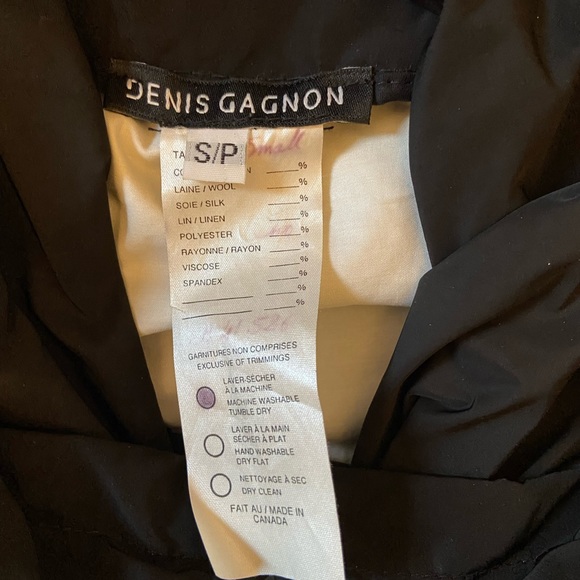 DENIS GAGNON
S/P
TA Small
CO N %
LAINE / WOOL %
SOIE / SILK %
LIN / LINEN %
POLYESTER %
RAYONNE / RAYON %
VISCOSE %
SPANDEX %
%
%
GARNITURES NON COMPRISES
EXCLUSIVE OF TRIMMINGS
LAVER-SÉCHER
À LA MACHINE
MACHINE WASHABLE
TUMBLE DRY
LAVER À LA MAIN
SÉCHER À PLAT
HAND WASHABLE
DRY FLAT
NETTOYAGE À SEC
DRY CLEAN
FAIT AU / MADE IN
CANADA